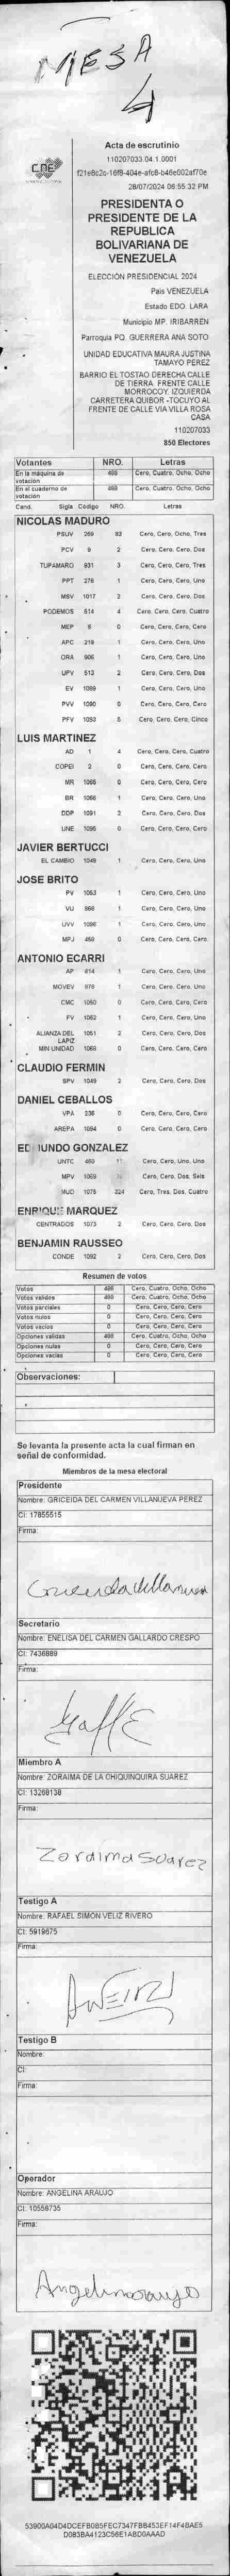 MESA
4
CNE
Acta de escrutinio
110207033.04.1.0001
28/07/2024 06:55:32 PM
PRESIDENTA O
PRESIDENTE DE LA
REPUBLICA
BOLIVARIANA DE
VENEZUELA
ELECCIÓN PRESIDENCIAL 2024
Pais VENEZUELA
Estado EDO. LARA
Municipio MP. IRIBARREN
Parroquia PQ. GUERRERA ANA SOTO
UNIDAD EDUCATIVA MAURA JUSTINA
TAMAYO PEREZ
BARRIO EL TOSTAO DERECHA CALLE
DE TIERRA. FRENTE CALLE
MORROCOY. IZQUIERDA
CARRETERA QUIBOR -TOCUYO AL
FRENTE DE CALLE VIA VILLA ROSA
CASA
110207033
850 Electores
Votantes NRO. Letras
En la máquina de votación 488 Cero, Cuatro, Ocho, Ocho
En el cuaderno de votación 488 Cero, Cuatro, Ocho, Ocho
Cand. Sigla Código NRO. Letras
NICOLAS MADURO
PSUV 269 83 Cero, Cero, Ocho, Tres
PCV 9 2 Cero, Cero, Cero, Dos
TUPAMARO 931 3 Cero, Cero, Cero, Tres
PPT 278 1 Cero, Cero, Cero, Uno
MSV 1017 2 Cero, Cero, Cero, Dos
PODEMOS 614 4 Cero, Cero, Cero, Cuatro
MEP 5 0 Cero, Cero, Cero, Cero
APC 219 1 Cero, Cero, Cero, Uno
ORA 906 1 Cero, Cero, Cero, Uno
UPV 513 2 Cero, Cero, Cero, Dos
EV 1089 1 Cero, Cero, Cero, Uno
PVV 1090 0 Cero, Cero, Cero, Cero
PFV 1093 5 Cero, Cero, Cero, Cinco
LUIS MARTINEZ
AD 1 4 Cero, Cero, Cero, Cuatro
COPEI 2 0 Cero, Cero, Cero, Cero
MR 1065 0 Cero, Cero, Cero, Cero
BR 1066 1 Cero, Cero, Cero, Uno
DDP 1091 2 Cero, Cero, Cero, Dos
UNE 1095 0 Cero, Cero, Cero, Cero
JAVIER BERTUCCI
EL CAMBIO 1049 1 Cero, Cero, Cero, Uno
JOSE BRITO
PV 1053 1 Cero, Cero, Cero, Uno
VU 868 1 Cero, Cero, Cero, Uno
UVV 1096 1 Cero, Cero, Cero, Uno
MPJ 459 0 Cero, Cero, Cero, Cero
ANTONIO ECARRI
AP 814 1 Cero, Cero, Cero, Uno
MOVEV 978 1 Cero, Cero, Cero, Uno
CMC 1050 0 Cero, Cero, Cero, Cero
FV 1052 1 Cero, Cero, Cero, Uno
ALIANZA DEL LAPIZ 1051 2 Cero, Cero, Cero, Dos
MIN UNIDAD 1068 0 Cero, Cero, Cero, Cero
CLAUDIO FERMIN
SPV 1049 2 Cero, Cero, Cero, Dos
DANIEL CEBALLOS
VPA 236 0 Cero, Cero, Cero, Cero
AREPA 1094 0 Cero, Cero, Cero, Cero
EDMUNDO GONZALEZ
UNTC 460 11 Cero, Cero, Uno, Uno
MPV 1069 Cero, Cero, Dos, Seis
MUD 1075 324 Cero, Tres, Dos, Cuatro
ENRIQUE MARQUEZ
CENTRADOS 1073 2 Cero, Cero, Cero, Dos
BENJAMIN RAUSSEO
CONDE 1092 2 Cero, Cero, Cero, Dos
Resumen de votos
Votos 488 Cero, Cuatro, Ocho, Ocho
Votos válidos 488 Cero, Cuatro, Ocho, Ocho
Votos parciales 0 Cero, Cero, Cero, Cero
Votos nulos 0 Cero, Cero, Cero, Cero
Votos vacíos 0 Cero, Cero, Cero, Cero
Opciones válidas 488 Cero, Cuatro, Ocho, Ocho
Opciones nulas 0 Cero, Cero, Cero, Cero
Opciones vacías 0 Cero, Cero, Cero, Cero
Observaciones:
Se levanta la presente acta la cual firman en
señal de conformidad.
Miembros de la mesa electoral
Presidente
Nombre: GRICEIDA DEL CARMEN VILLANUEVA PEREZ
CI: 17855515
Firma:
Secretario
Nombre: ENELISA DEL CARMEN GALLARDO CRESPO
CI: 7436889
Firma:
Miembro A
Nombre: ZORAIMA DE LA CHIQUINQUIRA SUAREZ
CI: 13268138
Firma:
Zoraima Suarez
Testigo A
Nombre: RAFAEL SIMON VELIZ RIVERO
CI: 5919675
Firma:
Testigo B
Nombre:
CI:
Firma:
Operador
Nombre: ANGELINA ARAUJO
CI: 10556735
Firma:
Angelina Araujo